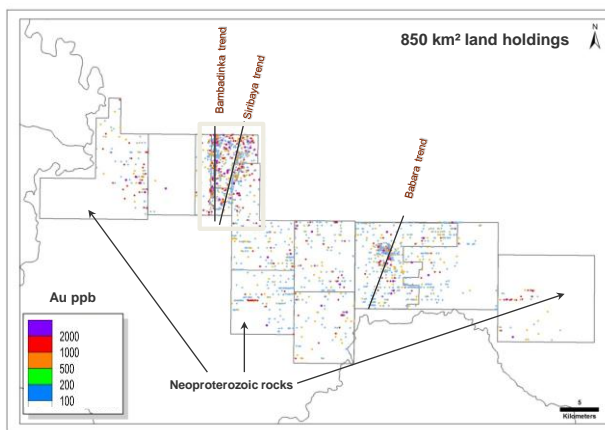 850 km² land holdings
N
Bambadinka trend
Siribaya trend
Babara trend
Au ppb
2000
1000
500
200
100
Neoproterozoic rocks
5
Kilometers